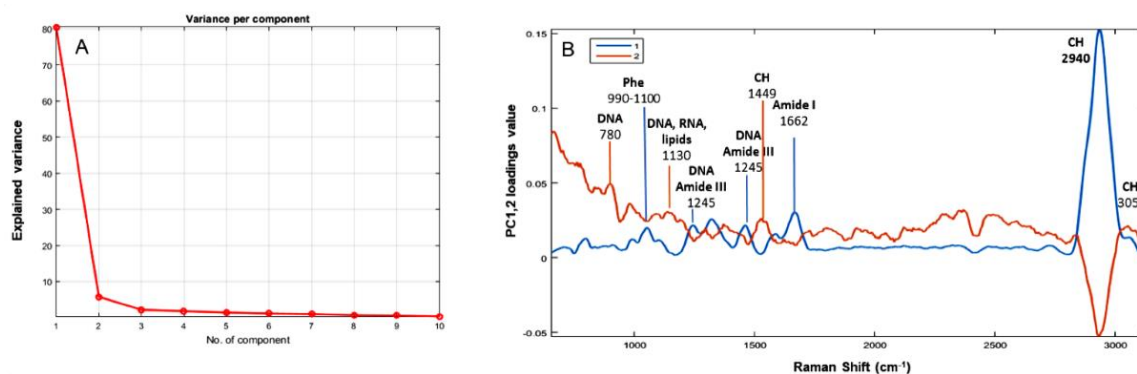 Variance per component
A
80
70
60
50
40
30
20
10
1 2 3 4 5 6 7 8 9 10
No. of component
Explained variance
B
1
2
0.15
0.1
0.05
0
-0.05
PC1,2 loadings value
DNA
780
Phe
990-1100
DNA, RNA,
lipids
1130
DNA
Amide III
1245
DNA
Amide III
1245
CH
1449
Amide I
1662
CH
2940
CH
305
1000 1500 2000 2500 3000
Raman Shift (cm⁻¹)